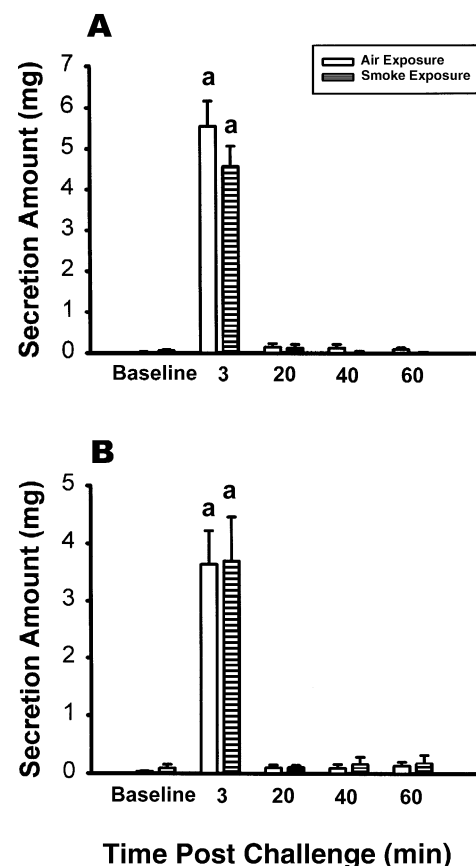 A
Air Exposure
Smoke Exposure
Secretion Amount (mg)
7
6
5
4
3
2
1
0
a
a
Baseline 3 20 40 60
B
Secretion Amount (mg)
5
4
3
2
1
0
a
a
Baseline 3 20 40 60
Time Post Challenge (min)